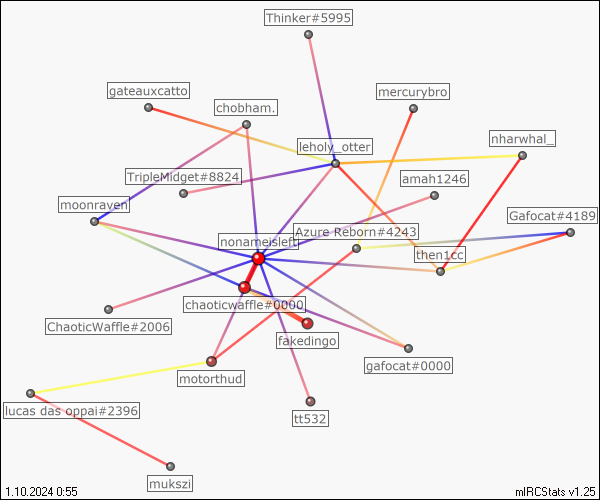 Thinker#5995
gateauxcatto
mercurybro
chobham.
nharwhal_
leholy_otter
TripleMidget#8824
amah1246
moonraven
Gafocat#4189
Azure Reborn#4243
nonameisleft
then1cc
chaoticwaffle#0000
ChaoticWaffle#2006
fakedingo
gafocat#0000
motorthud
lucas das oppai#2396
tt532
mukszi
1.10.2024 0:55
mIRCStats v1.25